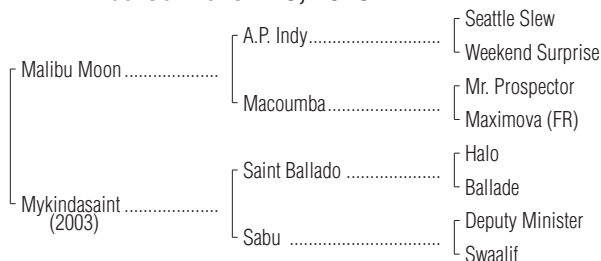 Seattle Slew
A.P. Indy
Weekend Surprise
Malibu Moon
Mr. Prospector
Macoumba
Maximova (FR)
Halo
Saint Ballado
Ballade
Mykindasaint
(2003)
Deputy Minister
Sabu
Swaalif